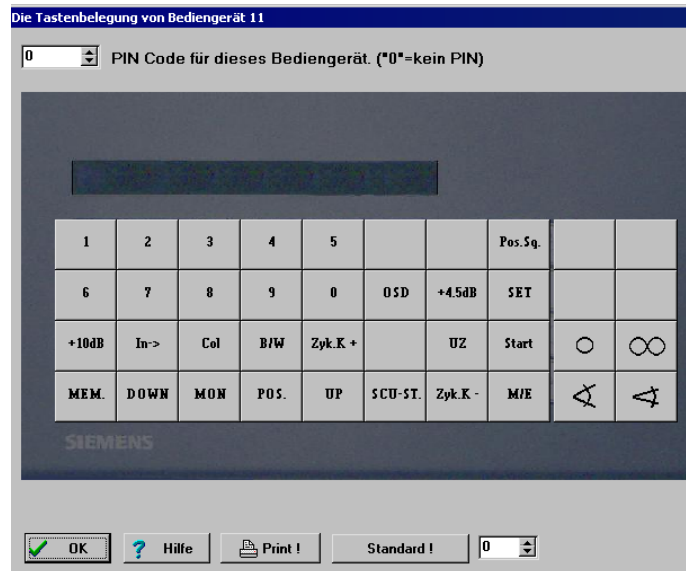 Die Tastenbelegung von Bediengerät 11
0 PIN Code für dieses Bediengerät. ("0"=kein PIN)
1 2 3 4 5 Pos.Sq.
6 7 8 9 0 OSD +4.5dB SET
+10dB In-> Col B/W Zyk.K + UZ Start
MEM. DOWN MON POS. UP SCU-ST. Zyk.K - M/E
SIEMENS
OK ? Hilfe Print ! Standard ! 0